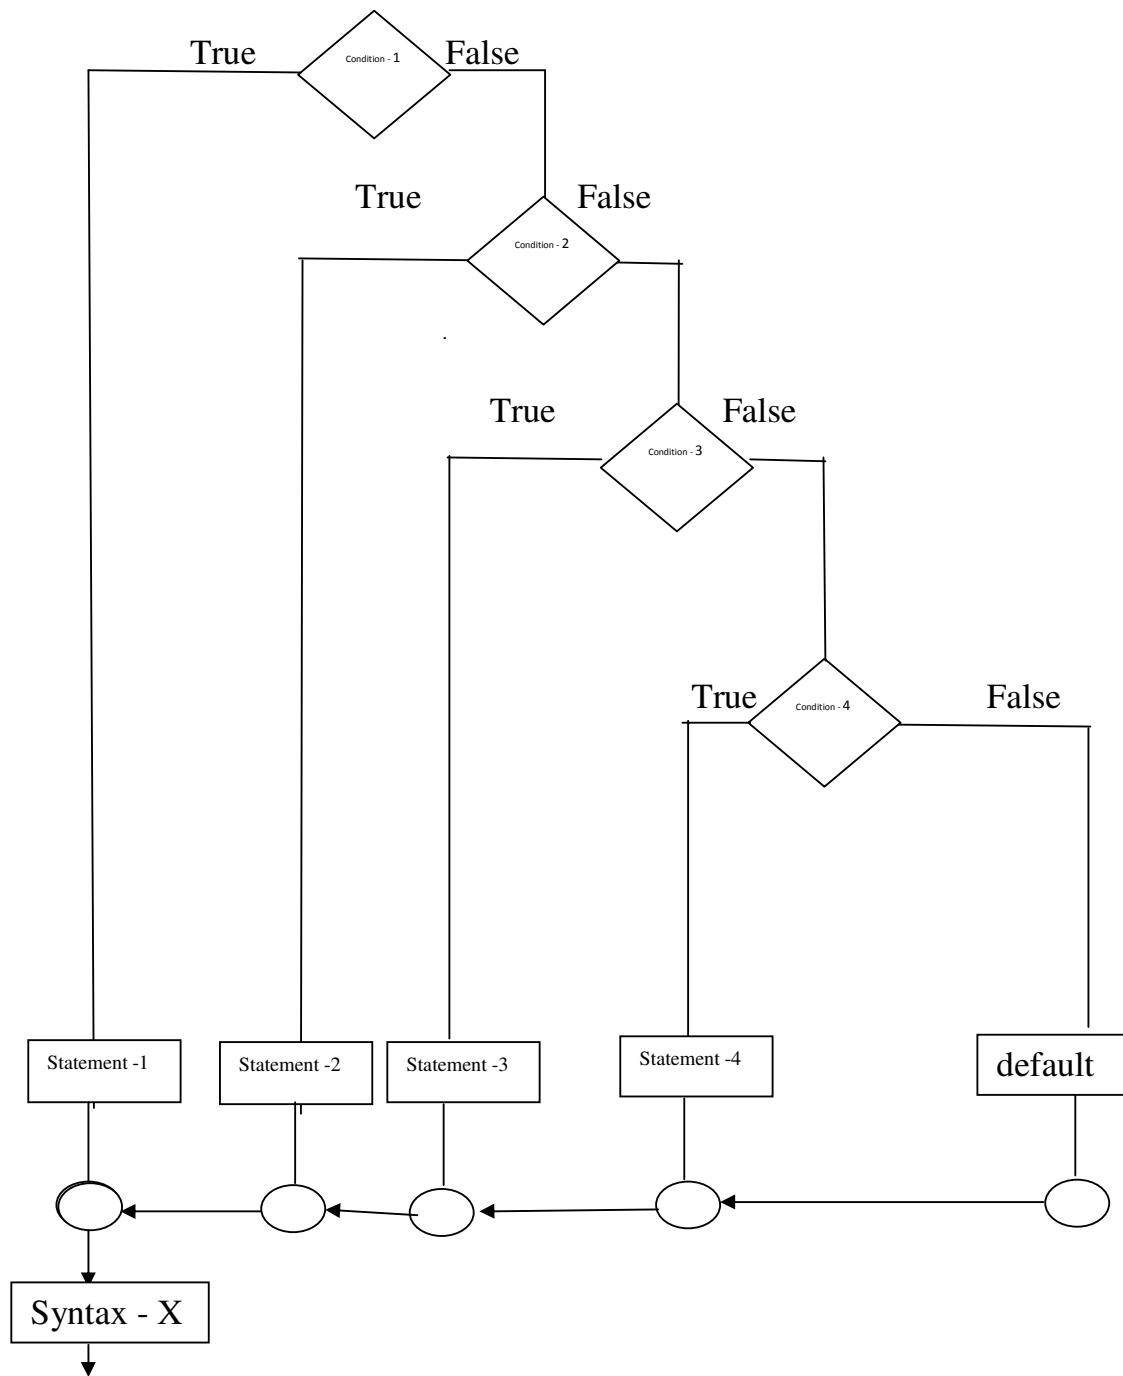 True
Condition - 1
False
True
False
Condition - 2
True
False
Condition - 3
True
Condition - 4
False
Statement -1
Statement -2
Statement -3
Statement -4
default
Syntax - X